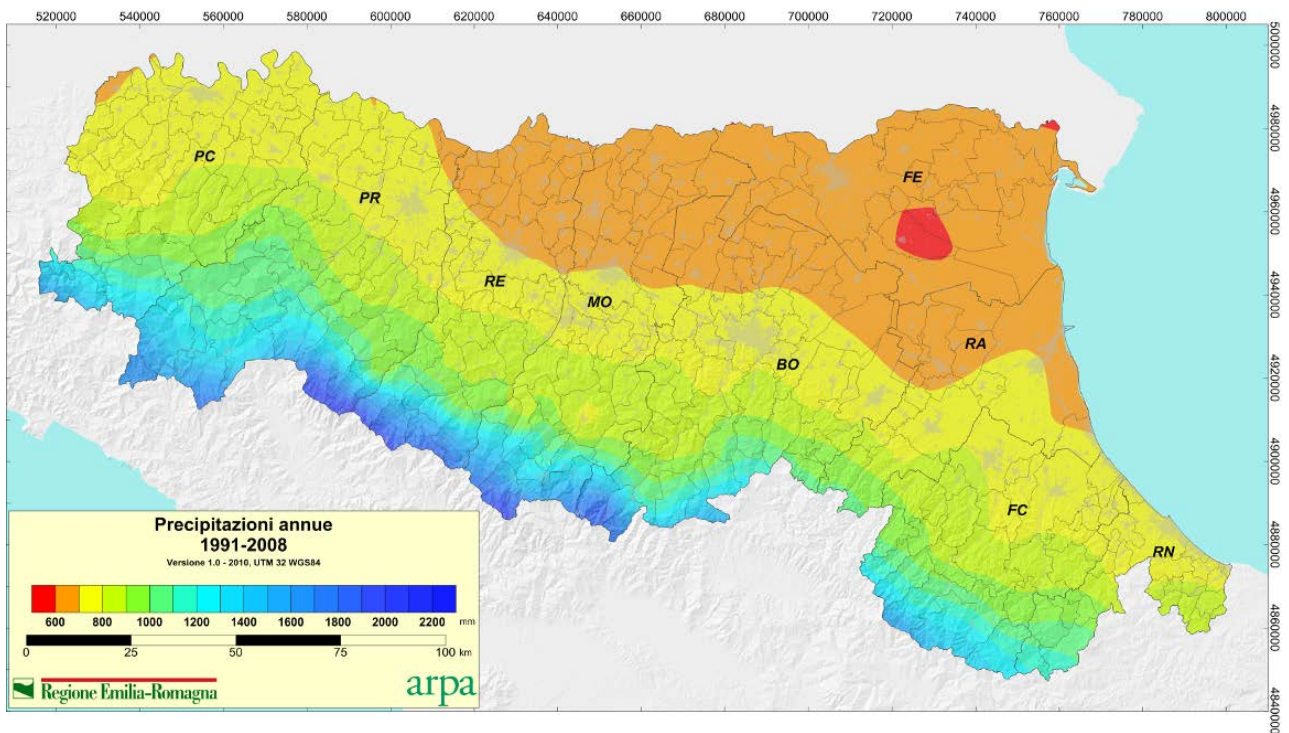 520000 540000 560000 580000 600000 620000 640000 660000 680000 700000 720000 740000 760000 780000 800000
5000000
4980000
4960000
4940000
4920000
4900000
4880000
4860000
4840000
PC
FE
PR
RE
MO
RA
BO
FC
RN
Precipitazioni annue
1991-2008
Versione 1.0 - 2010, UTM 32 WGS84
600 800 1000 1200 1400 1600 1800 2000 2200 mm
0 25 50 75 100 km
Regione Emilia-Romagna
arpa